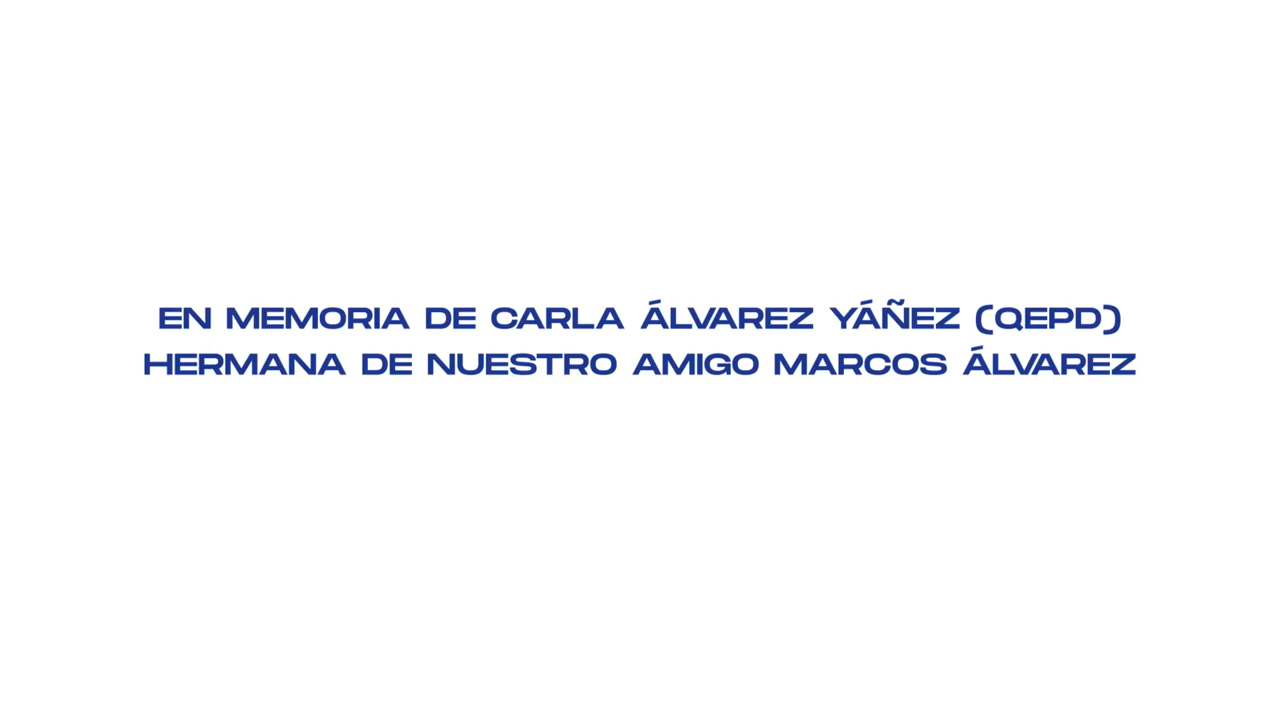 EN MEMORIA DE CARLA ÁLVAREZ YÁÑEZ (QEPD)
HERMANA DE NUESTRO AMIGO MARCOS ÁLVAREZ